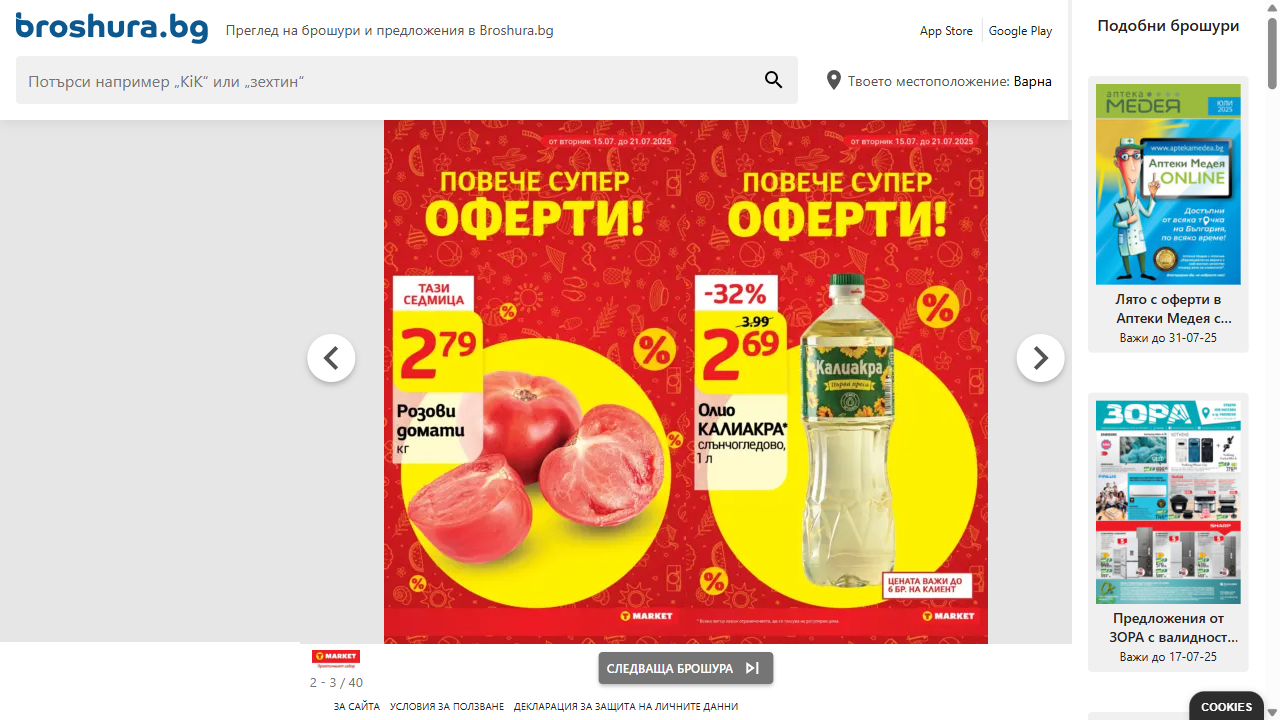 broshura.bg
Преглед на брошури и предложения в Broshura.bg
App Store
Google Play
Потърси например „KiK“ или „зехтин“
Твоето местоположение: Варна
от вторник 15.07. до 21.07.2025
ПОВЕЧЕ СУПЕР
ОФЕРТИ!
ТАЗИ
СЕДМИЦА
2 79
Розови
домати
кг
T MARKET
от вторник 15.07. до 21.07.2025
ПОВЕЧЕ СУПЕР
ОФЕРТИ!
-32%
3.99
2 69
Олио
КАЛИАКРА*
слънчогледово,
1 л
Калиакра
Първа преса
ЦЕНАТА ВАЖИ ДО
6 БР. НА КЛИЕНТ
T MARKET
T MARKET
2 - 3 / 40
СЛЕДВАЩА БРОШУРА
ЗА САЙТА
УСЛОВИЯ ЗА ПОЛЗВАНЕ
ДЕКЛАРАЦИЯ ЗА ЗАЩИТА НА ЛИЧНИТЕ ДАННИ
Подобни брошури
аптека
МЕДЕЯ
ЮЛИ
2025
www.aptekamedea.bg
Аптеки Медея
ONLINE
Достъпни
от всяка точка
на България,
по всяко време!
Лято с оферти в
Аптеки Медея с...
Важи до 31-07-25
ЗОРА
SHARP
Предложения от
ЗОРА с валидност...
Важи до 17-07-25
COOKIES